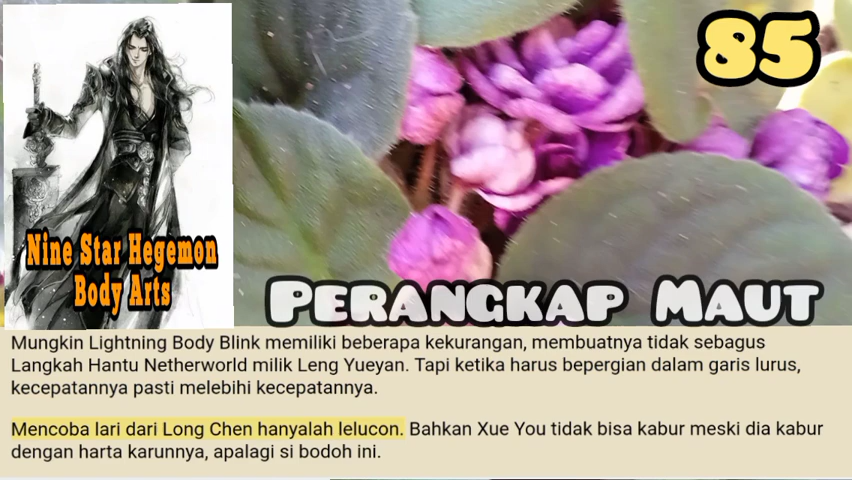 85
Nine Star Hegemon
Body Arts
Perangkap Maut
Mungkin Lightning Body Blink memiliki beberapa kekurangan, membuatnya tidak sebagus
Langkah Hantu Netherworld milik Leng Yueyan. Tapi ketika harus bepergian dalam garis lurus,
kecepatannya pasti melebihi kecepatannya.
Mencoba lari dari Long Chen hanyalah lelucon. Bahkan Xue You tidak bisa kabur meski dia kabur
dengan harta karunnya, apalagi si bodoh ini.